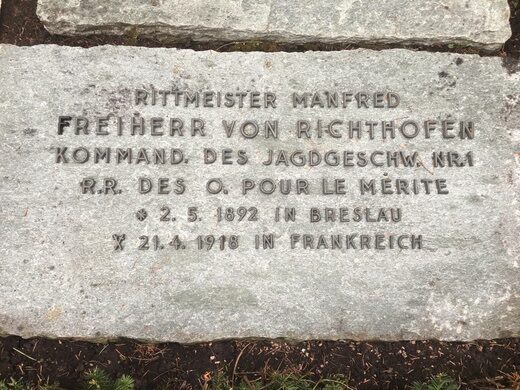 RITTMEISTER MANFRED
FREIHERR VON RICHTHOFEN
KOMMAND. DES JAGDGESCHW. NR.1
R.R. DES O. POUR LE MERITE
* 2. 5. 1892 IN BRESLAU
21. 4. 1918 IN FRANKREICH